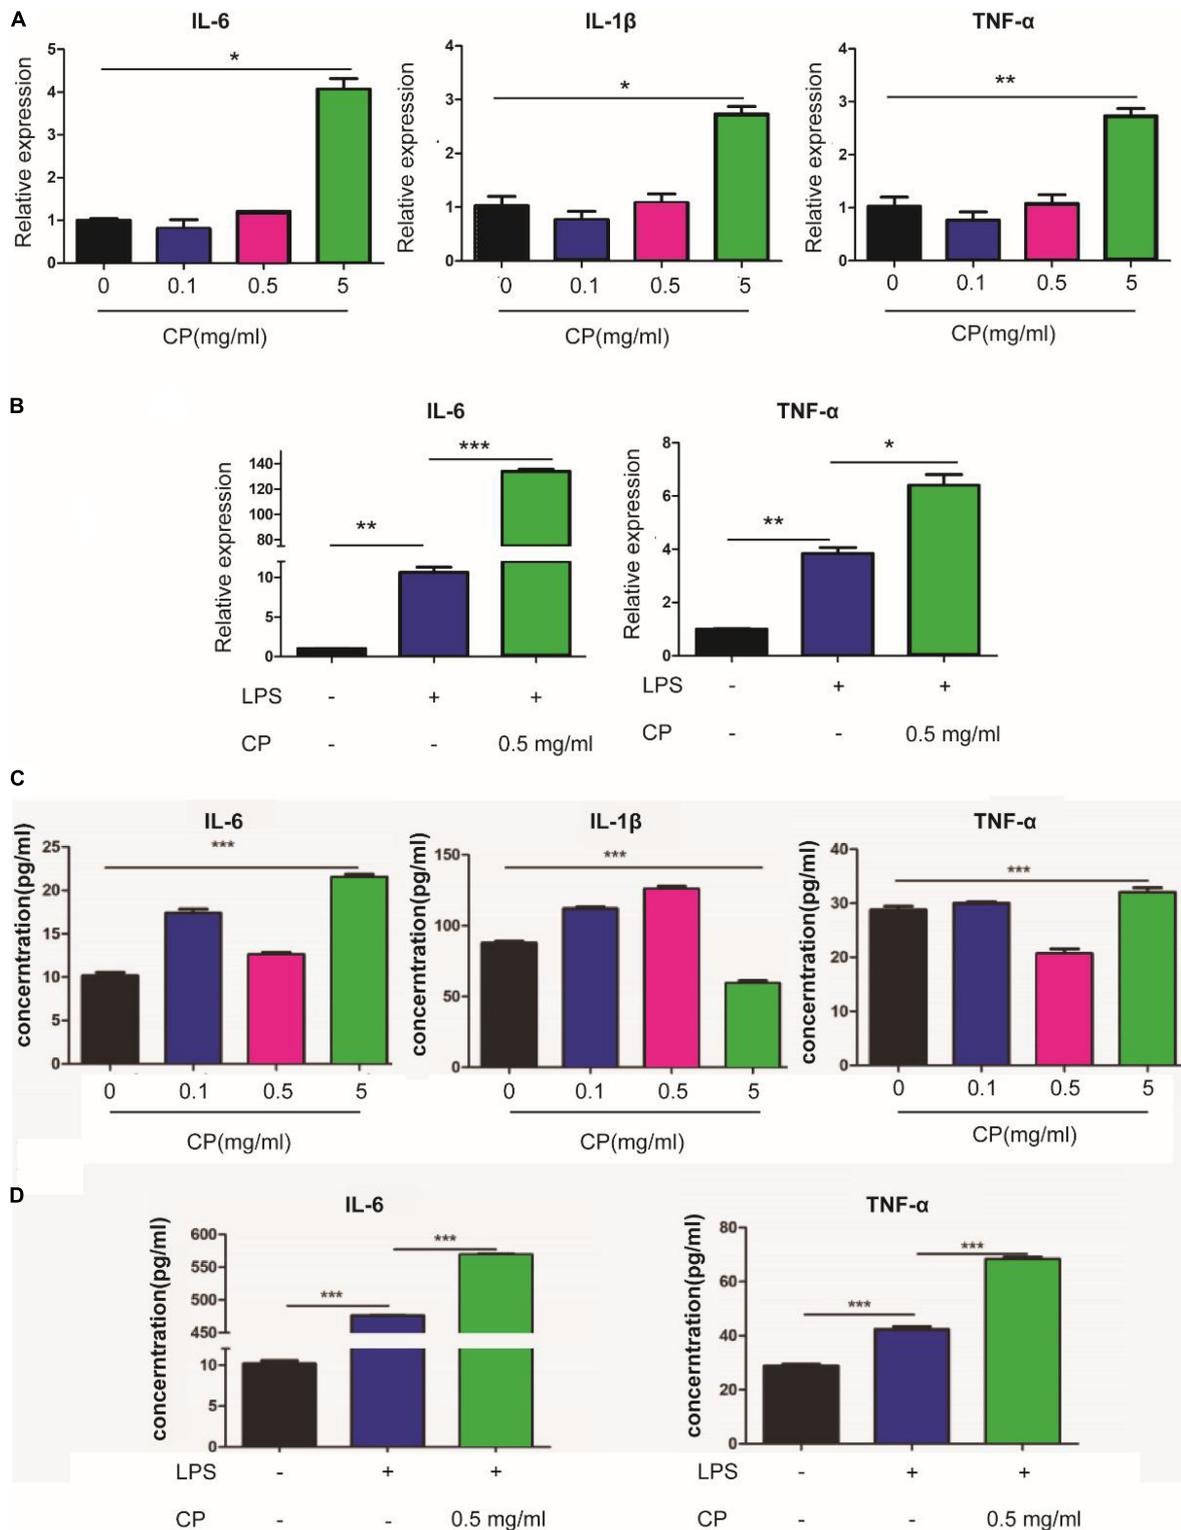 A
IL-6
IL-1β
TNF-α
Relative expression
5
4
3
2
1
0
*
0 0.1 0.5 5
CP(mg/ml)
Relative expression
4
3
2
1
0
*
0 0.1 0.5 5
CP(mg/ml)
Relative expression
4
3
2
1
0
**
0 0.1 0.5 5
CP(mg/ml)
B
IL-6
TNF-α
Relative expression
140
120
100
80
10
5
0
**
***
LPS - + +
CP - - 0.5 mg/ml
Relative expression
8
6
4
2
0
**
*
LPS - + +
CP - - 0.5 mg/ml
C
IL-6
IL-1β
TNF-α
concerntration(pg/ml)
25
20
15
10
5
0
***
0 0.1 0.5 5
CP(mg/ml)
concerntration(pg/ml)
150
100
50
0
***
0 0.1 0.5 5
CP(mg/ml)
concerntration(pg/ml)
40
30
20
10
0
***
0 0.1 0.5 5
CP(mg/ml)
D
IL-6
TNF-α
concerntration(pg/ml)
600
550
500
450
10
5
0
***
***
LPS - + +
CP - - 0.5 mg/ml
concerntration(pg/ml)
80
60
40
20
0
***
***
LPS - + +
CP - - 0.5 mg/ml